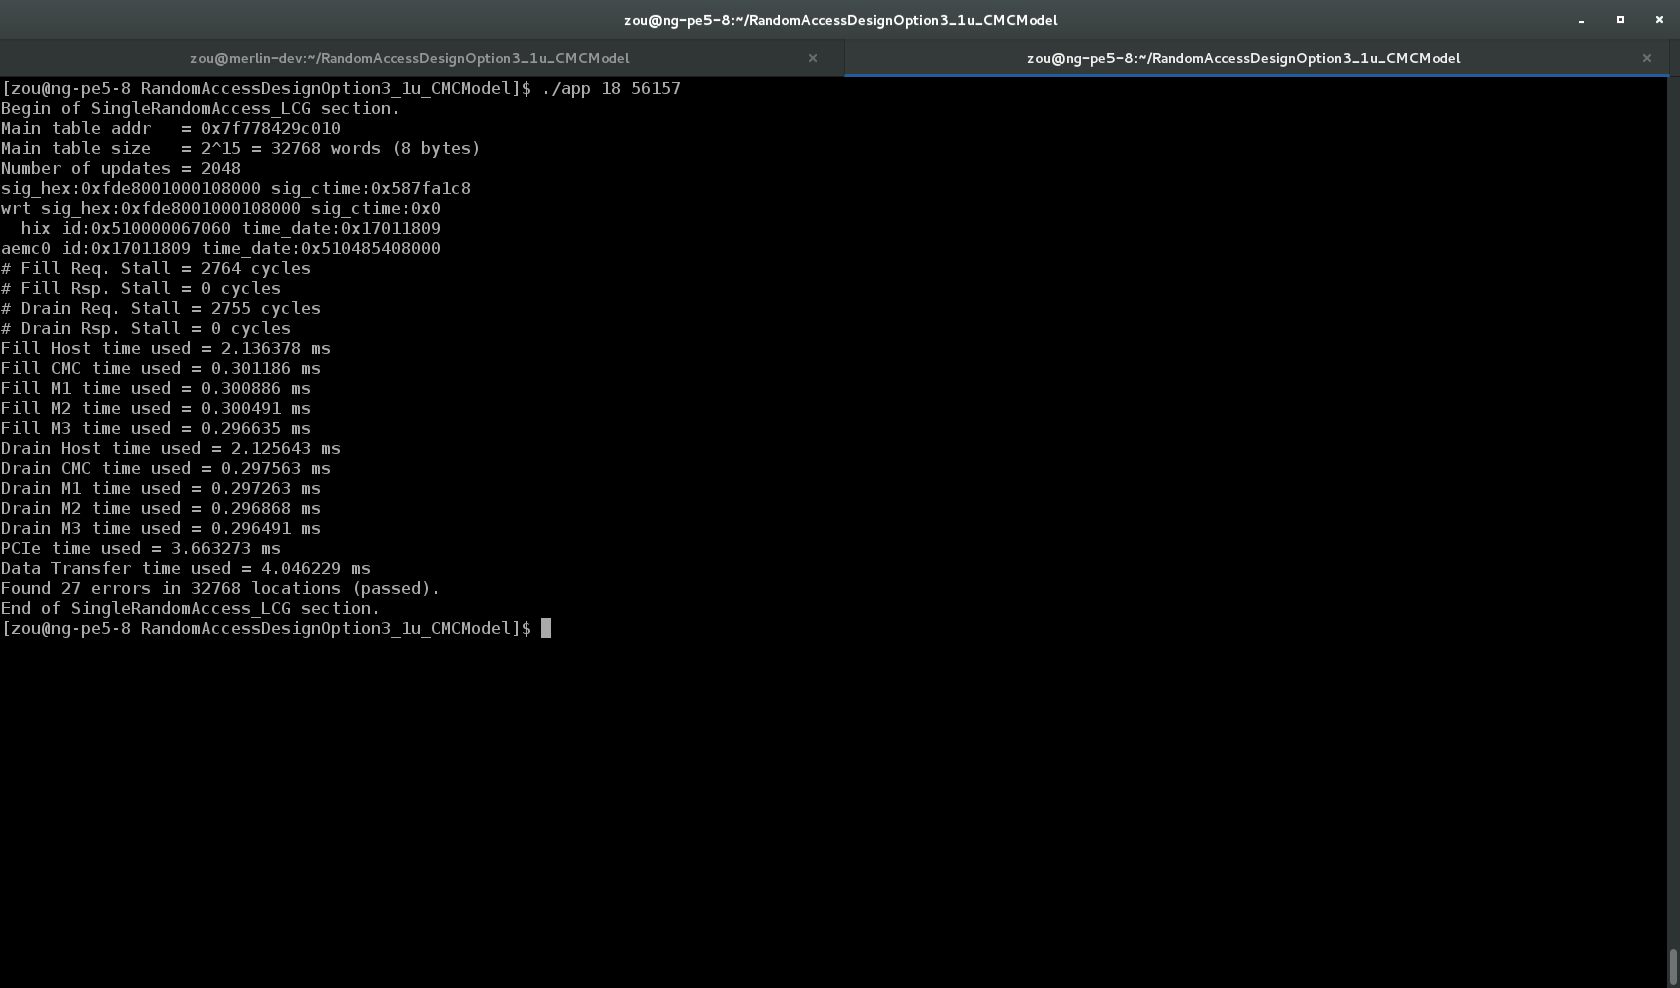 zou@ng-pe5-8:~/RandomAccessDesignOption3_1u_CMCModel
zou@merlin-dev:~/RandomAccessDesignOption3_1u_CMCModel
zou@ng-pe5-8:~/RandomAccessDesignOption3_1u_CMCModel
[zou@ng-pe5-8 RandomAccessDesignOption3_1u_CMCModel]$ ./app 18 56157
Begin of SingleRandomAccess_LCG section.
Main table addr   = 0x7f778429c010
Main table size   = 2^15 = 32768 words (8 bytes)
Number of updates = 2048
sig_hex:0xfde8001000108000 sig_ctime:0x587fa1c8
wrt sig_hex:0xfde8001000108000 sig_ctime:0x0
  hix id:0x510000067060 time_date:0x17011809
aemc0 id:0x17011809 time_date:0x510485408000
# Fill Req. Stall = 2764 cycles
# Fill Rsp. Stall = 0 cycles
# Drain Req. Stall = 2755 cycles
# Drain Rsp. Stall = 0 cycles
Fill Host time used = 2.136378 ms
Fill CMC time used = 0.301186 ms
Fill M1 time used = 0.300886 ms
Fill M2 time used = 0.300491 ms
Fill M3 time used = 0.296635 ms
Drain Host time used = 2.125643 ms
Drain CMC time used = 0.297563 ms
Drain M1 time used = 0.297263 ms
Drain M2 time used = 0.296868 ms
Drain M3 time used = 0.296491 ms
PCIe time used = 3.663273 ms
Data Transfer time used = 4.046229 ms
Found 27 errors in 32768 locations (passed).
End of SingleRandomAccess_LCG section.
[zou@ng-pe5-8 RandomAccessDesignOption3_1u_CMCModel]$